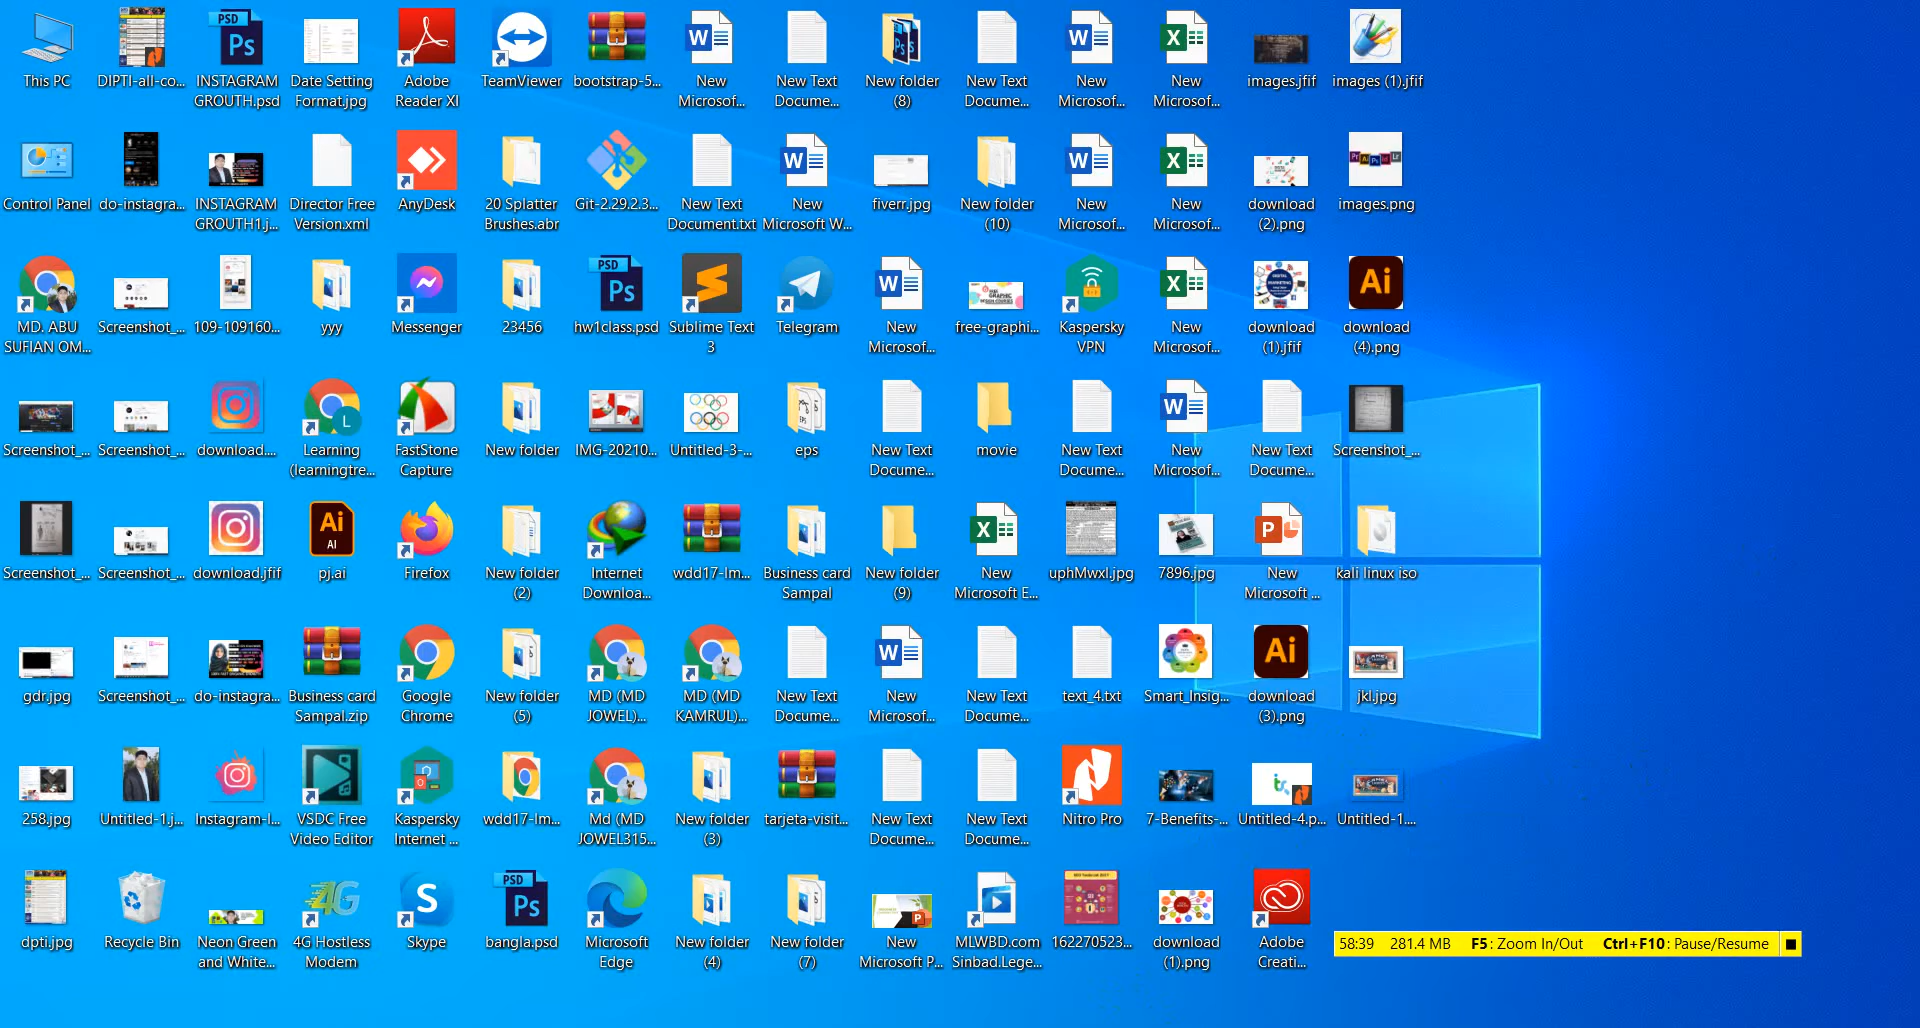 This PC
DIPTI-all-co...
INSTAGRAM
GROUTH.psd
Date Setting
Format.jpg
Adobe
Reader XI
TeamViewer
bootstrap-5...
New
Microsof...
New Text
Docume...
New folder
(8)
New Text
Docume...
New
Microsof...
New
Microsof...
images.jfif
images (1).jfif
Control Panel
do-instagra...
INSTAGRAM
GROUTH1.j...
Director Free
Version.xml
AnyDesk
20 Splatter
Brushes.abr
Git-2.29.2.3...
New Text
Document.txt
New
Microsoft W...
fiverr.jpg
New folder
(10)
New
Microsof...
New
Microsof...
download
(2).png
images.png
MD. ABU
SUFIAN OM...
Screenshot_...
109-109160...
yyy
Messenger
23456
hw1class.psd
Sublime Text
3
Telegram
New
Microsof...
free-graphi...
Kaspersky
VPN
New
Microsof...
download
(1).jfif
download
(4).png
Screenshot_...
Screenshot_...
download....
Learning
(learningtre...
FastStone
Capture
New folder
IMG-20210...
Untitled-3-...
eps
New Text
Docume...
movie
New Text
Docume...
New
Microsof...
New Text
Docume...
Screenshot_...
Screenshot_...
Screenshot_...
download.jfif
pj.ai
Firefox
New folder
(2)
Internet
Downloa...
wdd17-Im...
Business card
Sampal
New folder
(9)
New
Microsoft E...
uphMwxI.jpg
7896.jpg
New
Microsoft ...
kali linux iso
gdr.jpg
Screenshot_...
do-instagra...
Business card
Sampal.zip
Google
Chrome
New folder
(5)
MD (MD
JOWEL)...
MD (MD
KAMRUL)...
New Text
Docume...
New
Microsof...
New Text
Docume...
text_4.txt
Smart_Insig...
download
(3).png
jkl.jpg
258.jpg
Untitled-1.j...
Instagram-l...
VSDC Free
Video Editor
Kaspersky
Internet ...
wdd17-Im...
Md (MD
JOWEL315...
New folder
(3)
tarjeta-visit...
New Text
Docume...
New Text
Docume...
Nitro Pro
7-Benefits-...
Untitled-4.p...
Untitled-1....
dpti.jpg
Recycle Bin
Neon Green
and White...
4G Hostless
Modem
Skype
bangla.psd
Microsoft
Edge
New folder
(4)
New folder
(7)
New
Microsoft P...
MLWBD.com
Sinbad.Lege...
162270523...
download
(1).png
Adobe
Creati...
58:39 281.4 MB F5: Zoom In/Out Ctrl+F10: Pause/Resume